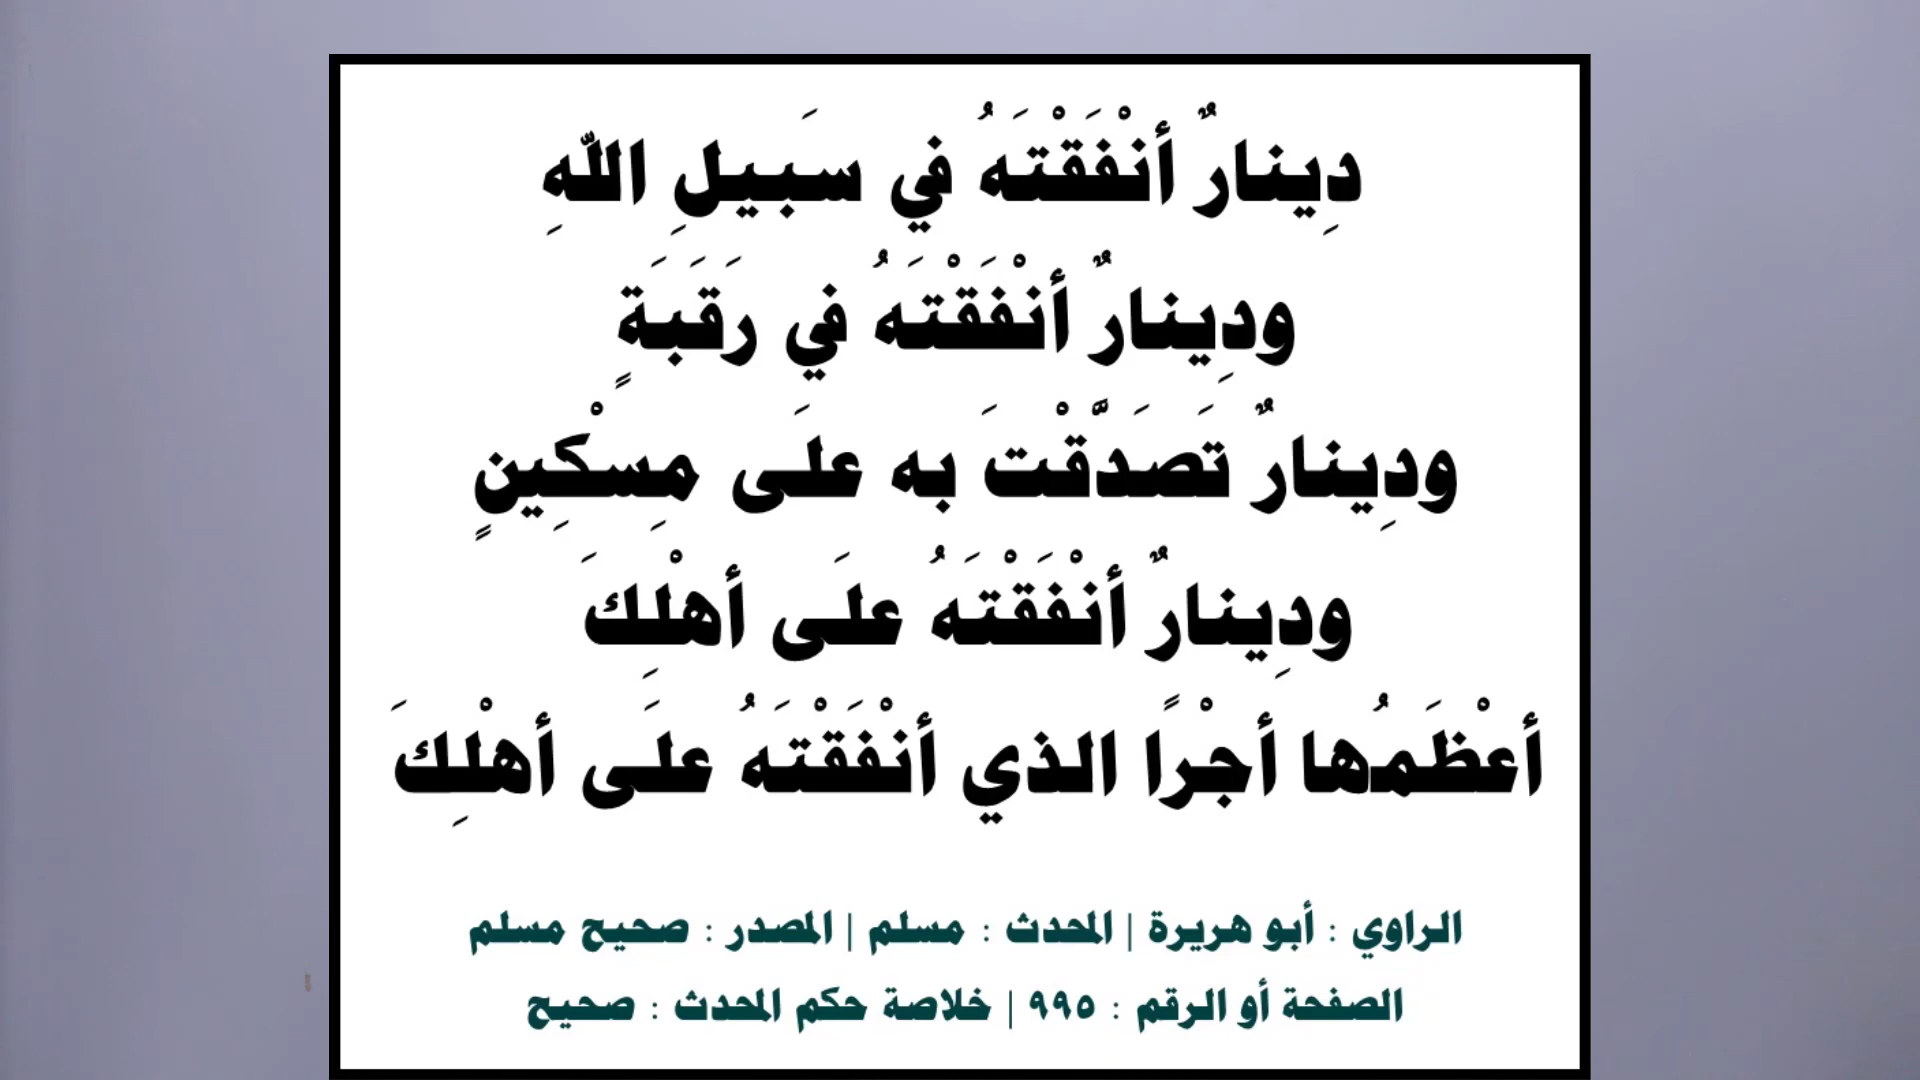 دِينارٌ أنْفَقْتَهُ في سَبيلِ اللهِ
ودِينارٌ أنْفَقْتَهُ في رَقَبَةٍ
ودِينارٌ تَصَدَّقْتَ به علَى مِسْكِينٍ
ودِينارٌ أنْفَقْتَهُ علَى أهْلِكَ
أعْظَمُها أجْرًا الذي أنْفَقْتَهُ علَى أهْلِكَ
الراوي : أبو هريرة | المحدث : مسلم | المصدر : صحيح مسلم
الصفحة أو الرقم : ٩٩٥ | خلاصة حكم المحدث : صحيح